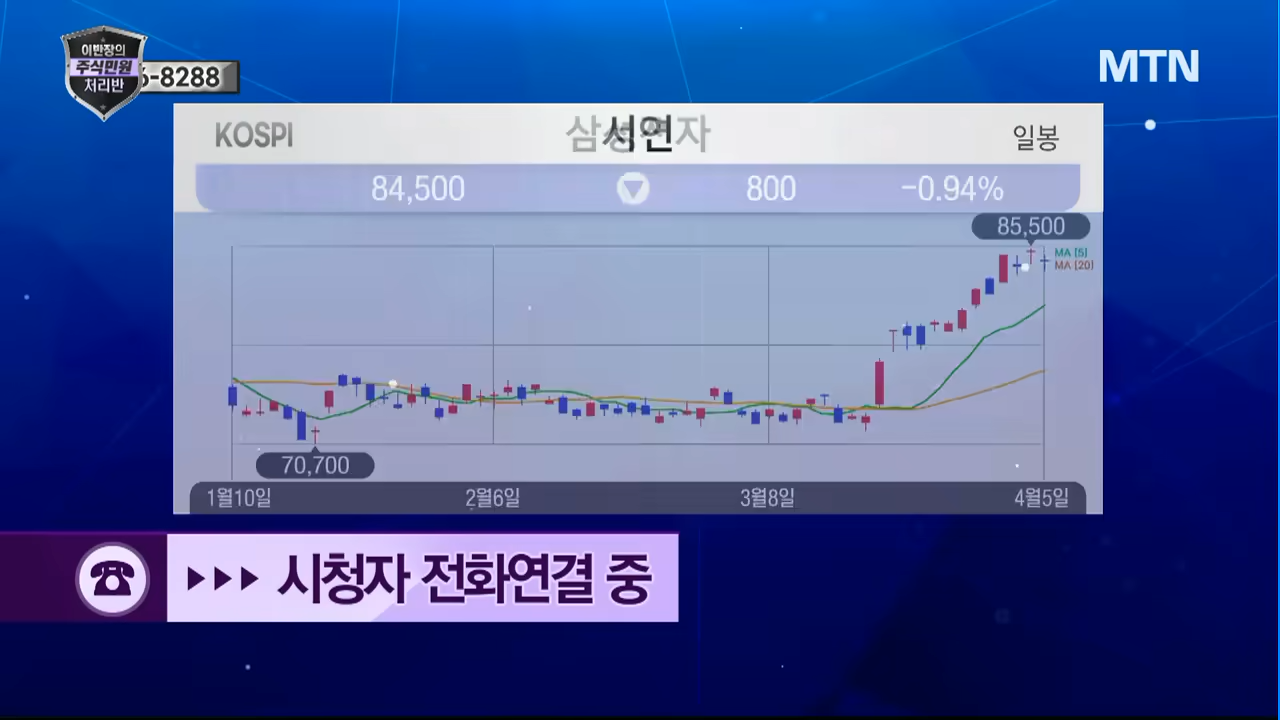 이반장의
주식민원
처리반
6-8288
MTN
KOSPI
일봉
84,500 ▼ 800 -0.94%
85,500
MA [5]
MA [20]
70,700
1월10일 2월6일 3월8일 4월5일
▶▶▶ 시청자 전화연결 중